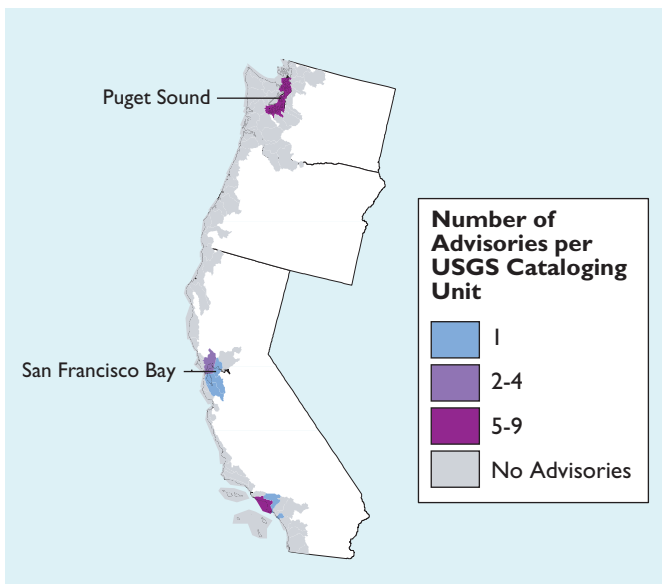 Puget Sound
San Francisco Bay
Number of
Advisories per
USGS Cataloging
Unit
1
2-4
5-9
No Advisories